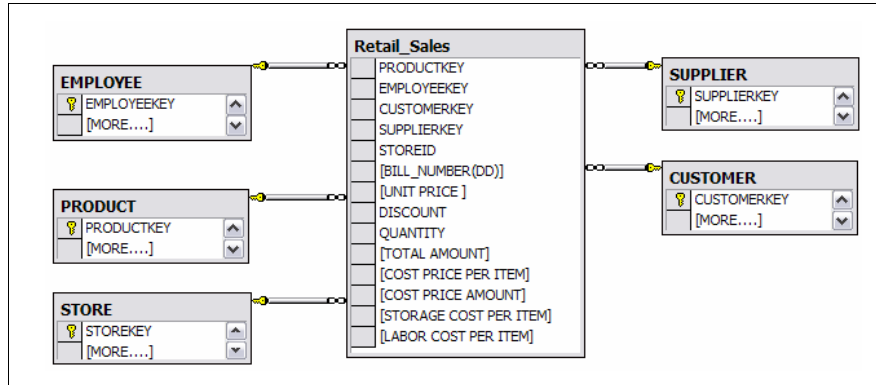 EMPLOYEE
EMPLOYEEKEY
[MORE....]
PRODUCT
PRODUCTKEY
[MORE....]
STORE
STOREKEY
[MORE....]
Retail_Sales
PRODUCTKEY
EMPLOYEEKEY
CUSTOMERKEY
SUPPLIERKEY
STOREID
[BILL_NUMBER(DD)]
[UNIT PRICE ]
DISCOUNT
QUANTITY
[TOTAL AMOUNT]
[COST PRICE PER ITEM]
[COST PRICE AMOUNT]
[STORAGE COST PER ITEM]
[LABOR COST PER ITEM]
SUPPLIER
SUPPLIERKEY
[MORE....]
CUSTOMER
CUSTOMERKEY
[MORE....]